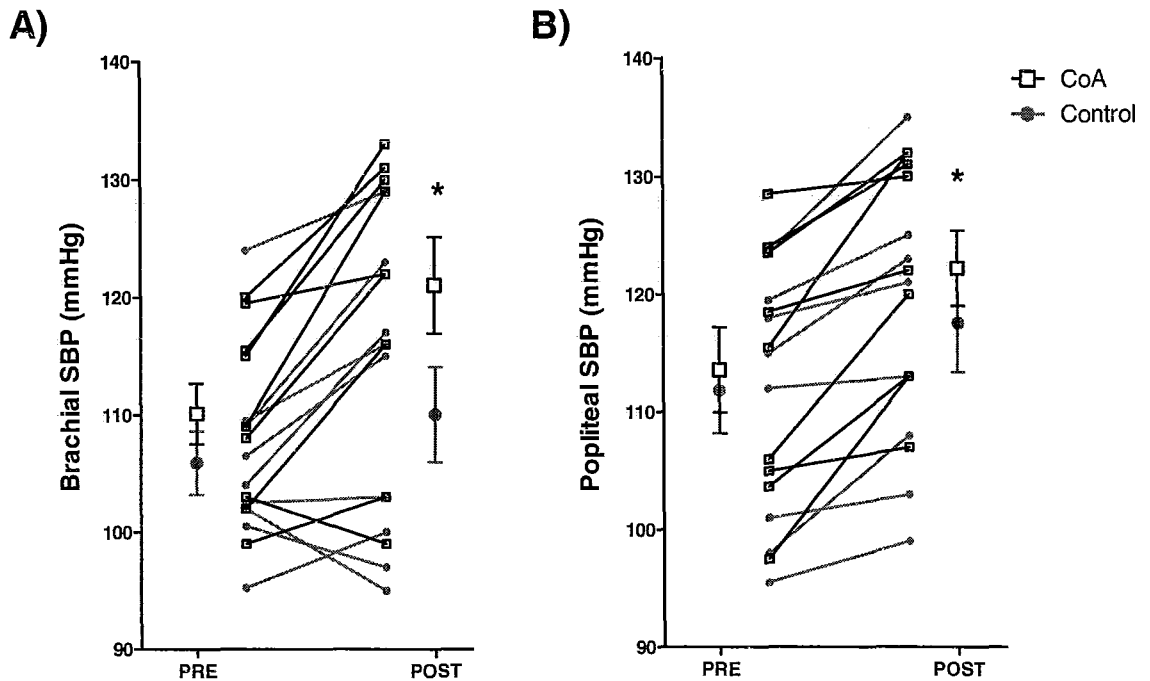 A)
Brachial SBP (mmHg)
140
130
120
110
100
90
*
PRE
POST
B)
Popliteal SBP (mmHg)
140
130
120
110
100
90
*
PRE
POST
CoA
Control